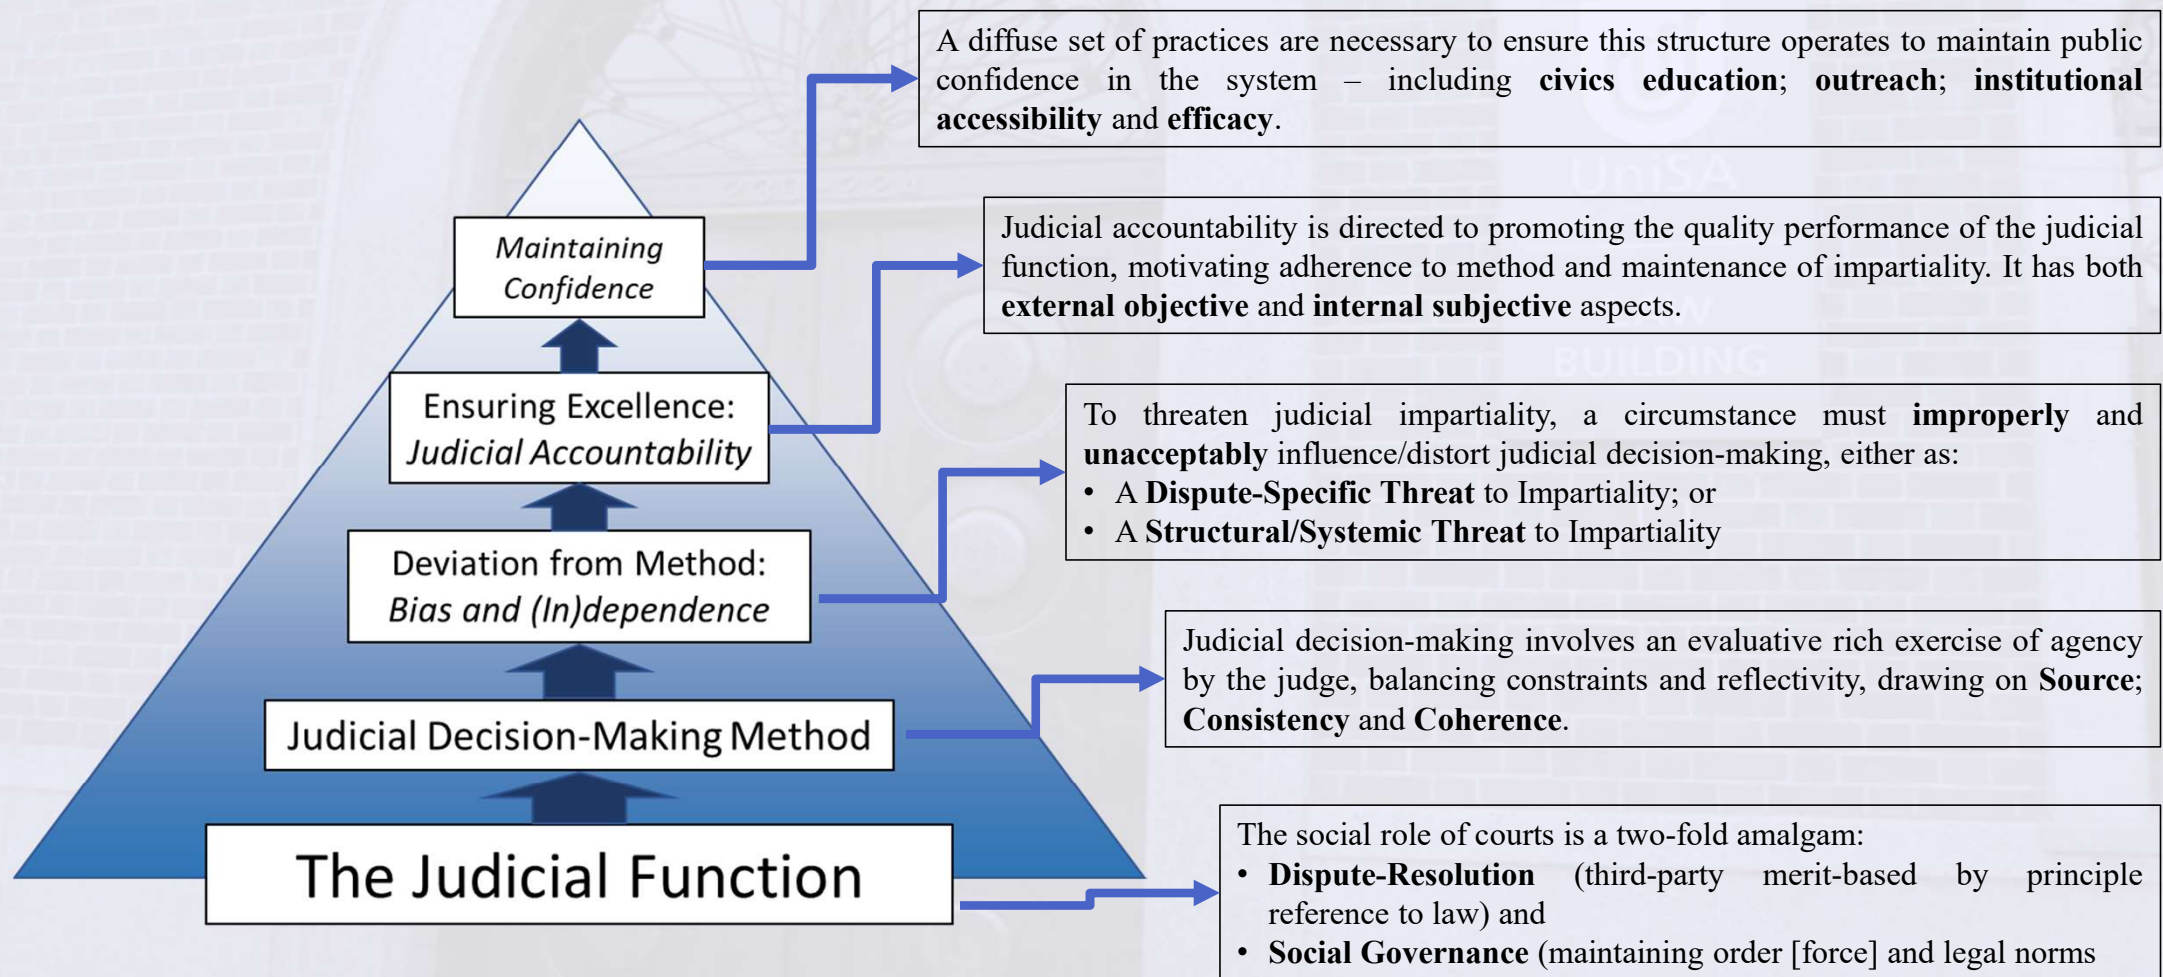 A diffuse set of practices are necessary to ensure this structure operates to maintain public
confidence in the system – including civics education; outreach; institutional
accessibility and efficacy.
UniSA
Maintaining
Confidence
Judicial accountability is directed to promoting the quality performance of the judicial
function, motivating adherence to method and maintenance of impartiality. It has both
external objective and internal subjective aspects.
LAW
BUILDING
Ensuring Excellence:
Judicial Accountability
To threaten judicial impartiality, a circumstance must improperly and
unacceptably influence/distort judicial decision-making, either as:
• A Dispute-Specific Threat to Impartiality; or
• A Structural/Systemic Threat to Impartiality
Deviation from Method:
Bias and (In)dependence
Judicial decision-making involves an evaluative rich exercise of agency
by the judge, balancing constraints and reflectivity, drawing on Source;
Consistency and Coherence.
Judicial Decision-Making Method
The Judicial Function
The social role of courts is a two-fold amalgam:
• Dispute-Resolution (third-party merit-based by principle
reference to law) and
• Social Governance (maintaining order [force] and legal norms